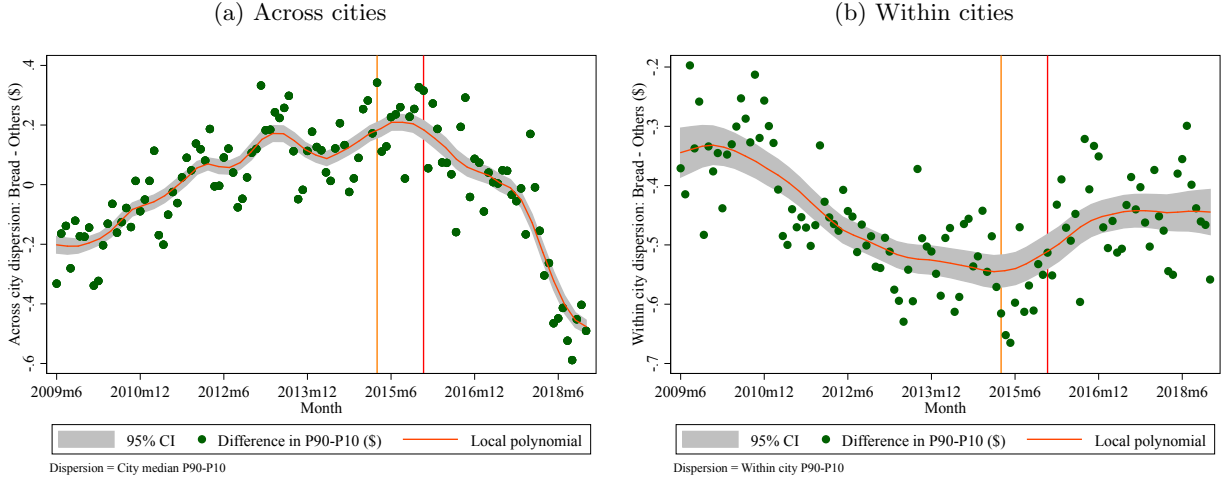 (a) Across cities
Across city dispersion: Bread - Others ($)
.4
.2
0
-.2
-.4
-.6
2009m6 2010m12 2012m6 2013m12 2015m6 2016m12 2018m6
Month
95% CI Difference in P90-P10 ($) Local polynomial
Dispersion = City median P90-P10
(b) Within cities
Within city dispersion: Bread - Others ($)
-.2
-.3
-.4
-.5
-.6
-.7
2009m6 2010m12 2012m6 2013m12 2015m6 2016m12 2018m6
Month
95% CI Difference in P90-P10 ($) Local polynomial
Dispersion = Within city P90-P10